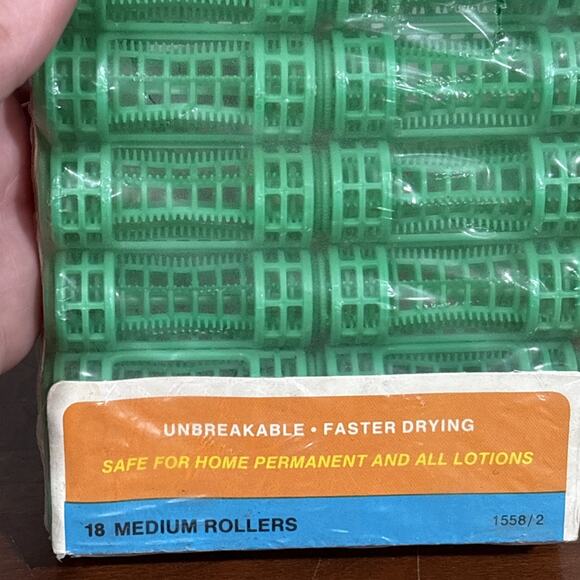 UNBREAKABLE • FASTER DRYING
SAFE FOR HOME PERMANENT AND ALL LOTIONS
18 MEDIUM ROLLERS
1558/2